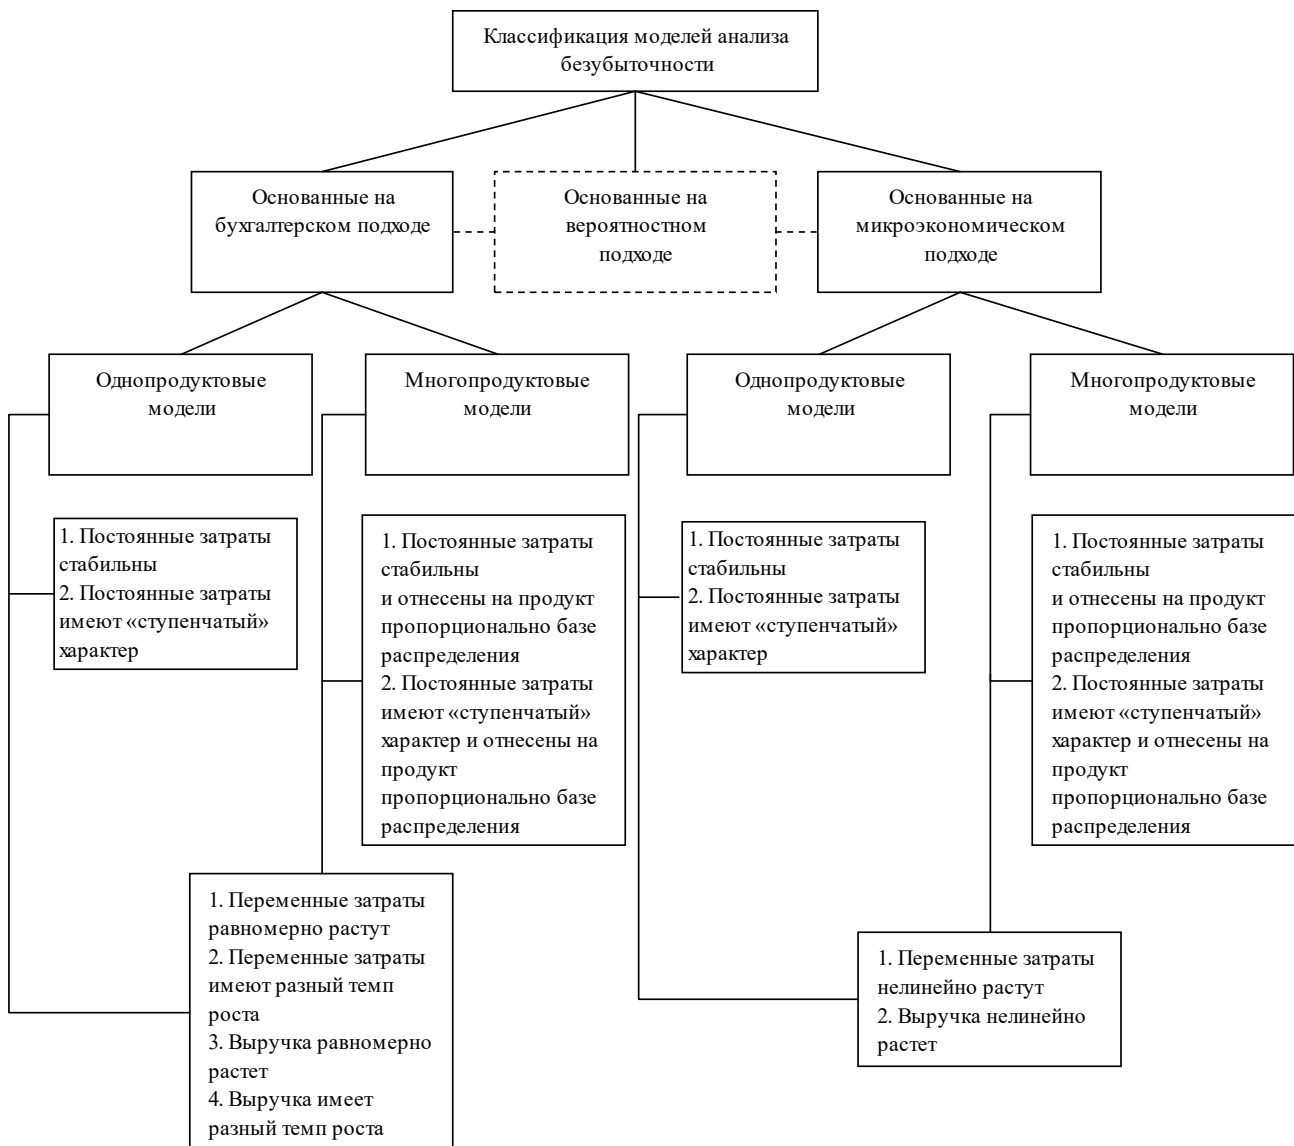 Классификация моделей анализа
безубыточности
Основанные на
бухгалтерском подходе
Основанные на
вероятностном
подходе
Основанные на
микроэкономическом
подходе
Однопродуктовые
модели
Многопродуктовые
модели
Однопродуктовые
модели
Многопродуктовые
модели
1. Постоянные затраты
стабильны
2. Постоянные затраты
имеют «ступенчатый»
характер
1. Постоянные затраты
стабильны
и отнесены на продукт
пропорционально базе
распределения
2. Постоянные затраты
имеют «ступенчатый»
характер и отнесены на
продукт
пропорционально базе
распределения
1. Постоянные затраты
стабильны
2. Постоянные затраты
имеют «ступенчатый»
характер
1. Постоянные затраты
стабильны
и отнесены на продукт
пропорционально базе
распределения
2. Постоянные затраты
имеют «ступенчатый»
характер и отнесены на
продукт
пропорционально базе
распределения
1. Переменные затраты
равномерно растут
2. Переменные затраты
имеют разный темп
роста
3. Выручка равномерно
растет
4. Выручка имеет
разный темп роста
1. Переменные затраты
нелинейно растут
2. Выручка нелинейно
растет